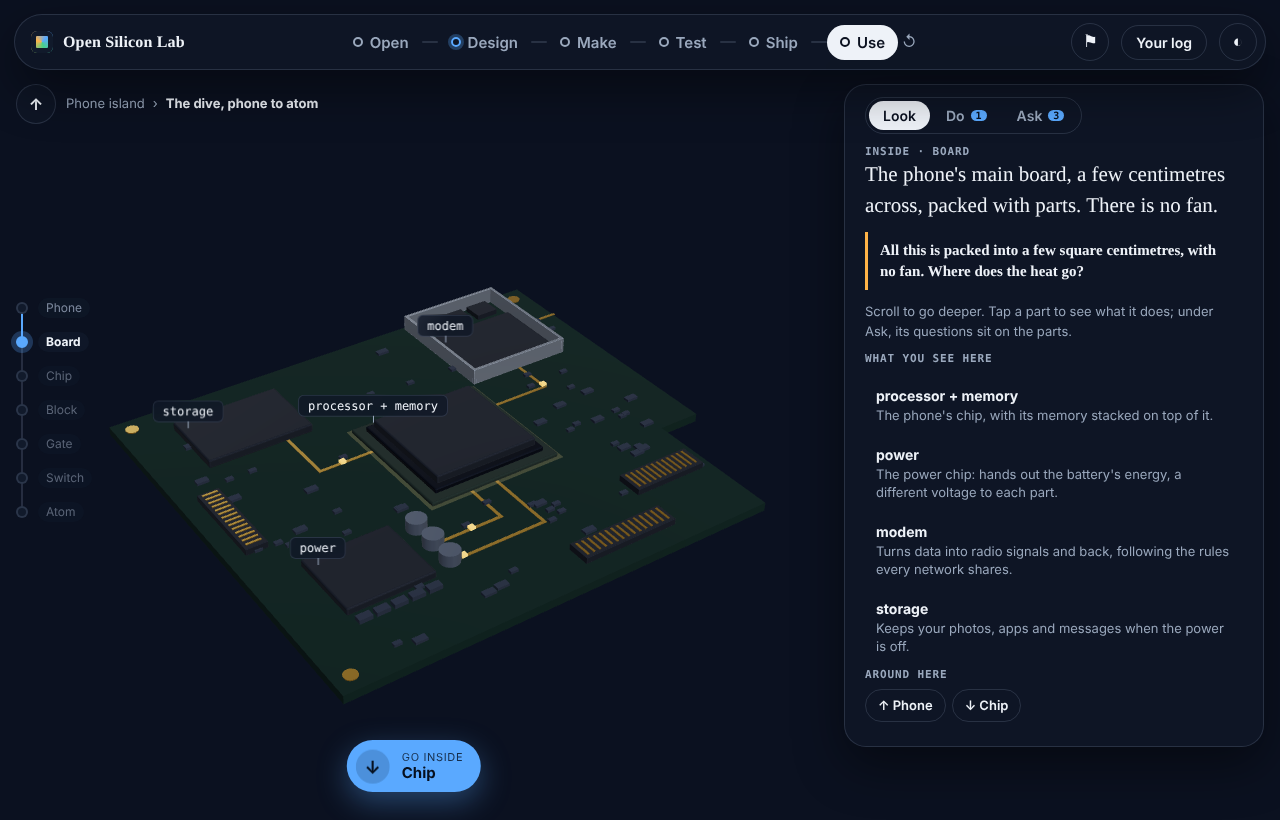 Open Silicon Lab
Open
Design
Make
Test
Ship
Use
Your log
Phone island › The dive, phone to atom
Phone
Board
Chip
Block
Gate
Switch
Atom
modem
storage
processor + memory
power
GO INSIDE
Chip
Look
Do 1
Ask 3
INSIDE · BOARD
The phone's main board, a few centimetres
across, packed with parts. There is no fan.
All this is packed into a few square centimetres, with
no fan. Where does the heat go?
Scroll to go deeper. Tap a part to see what it does; under
Ask, its questions sit on the parts.
WHAT YOU SEE HERE
processor + memory
The phone's chip, with its memory stacked on top of it.
power
The power chip: hands out the battery's energy, a
different voltage to each part.
modem
Turns data into radio signals and back, following the rules
every network shares.
storage
Keeps your photos, apps and messages when the power
is off.
AROUND HERE
↑ Phone
↓ Chip